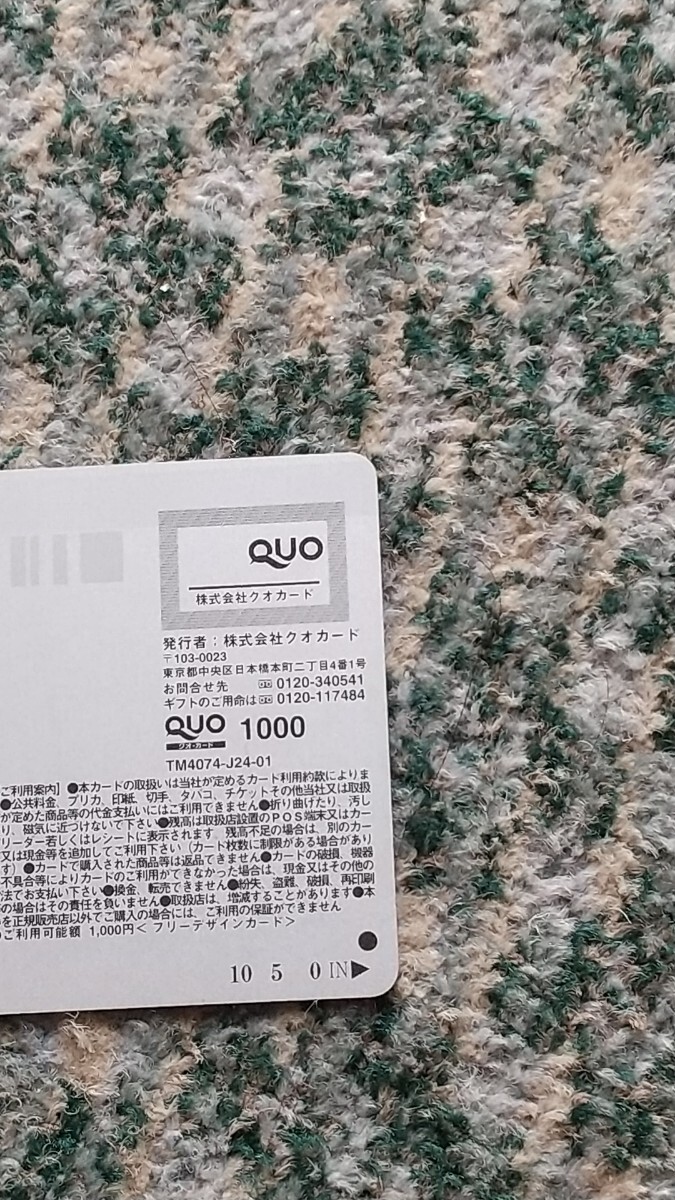 QUO
株式会社クオカード
発行者：株式会社クオカード
〒103-0023
東京都中央区日本橋本町二丁目4番1号
お問合せ先 0120-340541
ギフトのご用命は 0120-117484
QUO 1000
クオ・カード
TM4074-J24-01
ご利用案内】●本カードの取扱いは当社が定めるカード利用約款によりま
●公共料金、プリカ、印紙、切手、タバコ、チケットその他当社又は取扱
が定めた商品等の代金支払いにはご利用できません●折り曲げたり、汚し
り、磁気に近づけないで下さい●残高は取扱店設置のPOS端末又はカー
リーダー若しくはレシートに表示されます。残高不足の場合は、別のカー
又は現金等を追加してご利用下さい（カード枚数に制限がある場合があり
す）●カードで購入された商品等は返品できません●カードの破損、機器
不具合等によりカードのご利用ができなかった場合は、現金又はその他の
法でお支払い下さい●換金、転売できません●紛失、盗難、破損、再印刷
の場合はその責任を負いません●取扱店は、増減することがあります●本
を正規販売店以外でご購入の場合には、ご利用の保証ができません
ご利用可能額 1,000円＜フリーデザインカード＞
10 5 0 IN▶